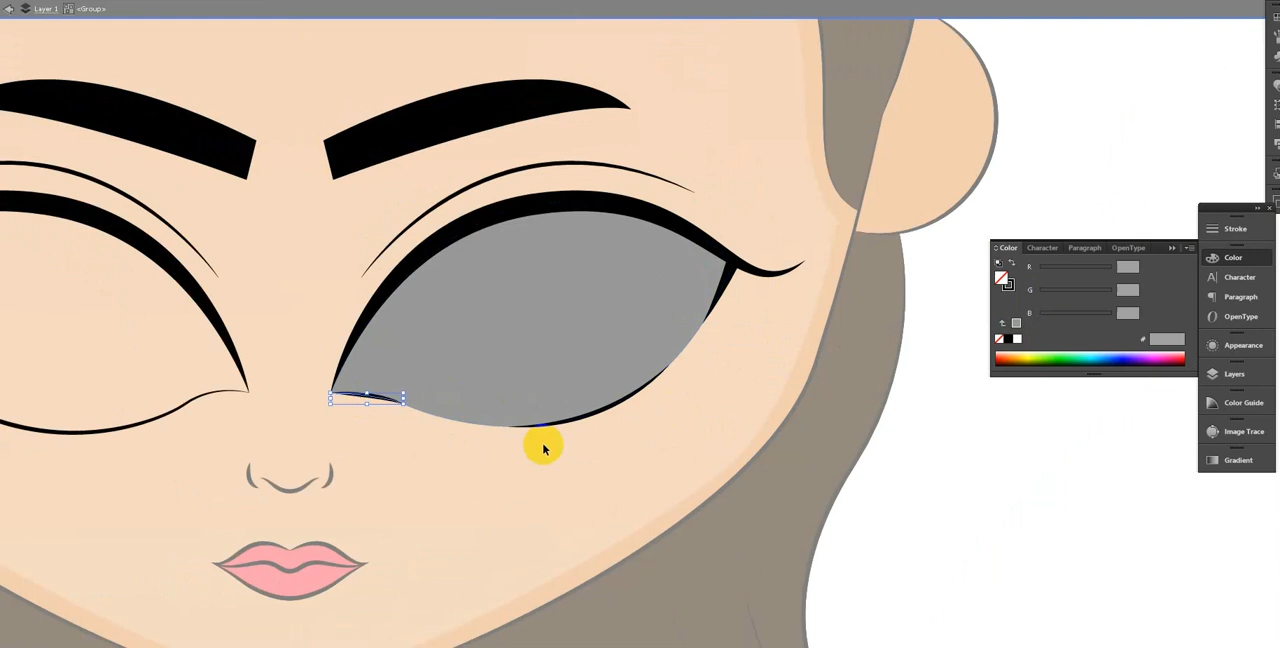 Layer 1 <Group>
Color Character Paragraph OpenType
R
G
B
#
Stroke
Color
Character
Paragraph
OpenType
Appearance
Layers
Color Guide
Image Trace
Gradient